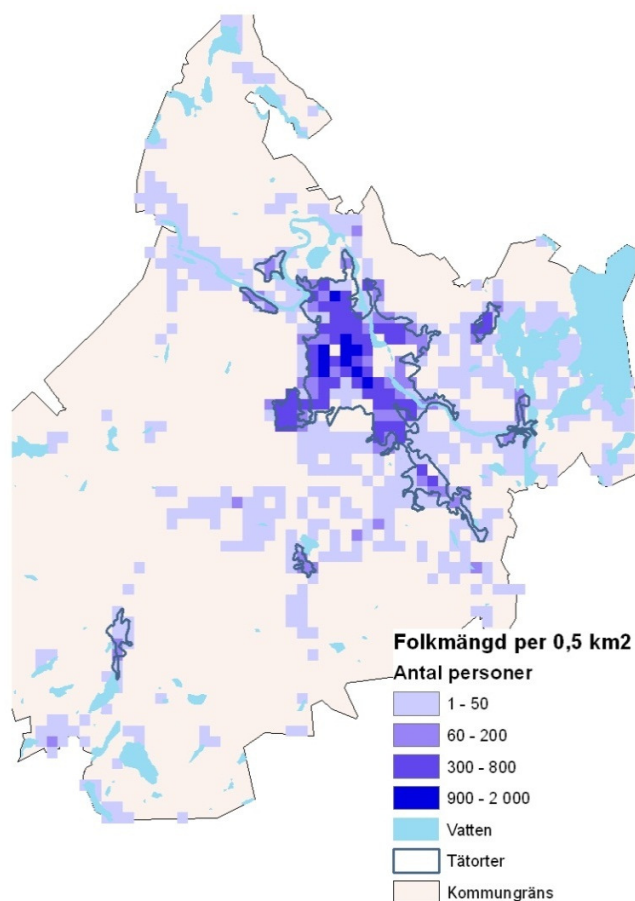 Folkmängd per 0,5 km2
Antal personer
1 - 50
60 - 200
300 - 800
900 - 2 000
Vatten
Tätorter
Kommungräns